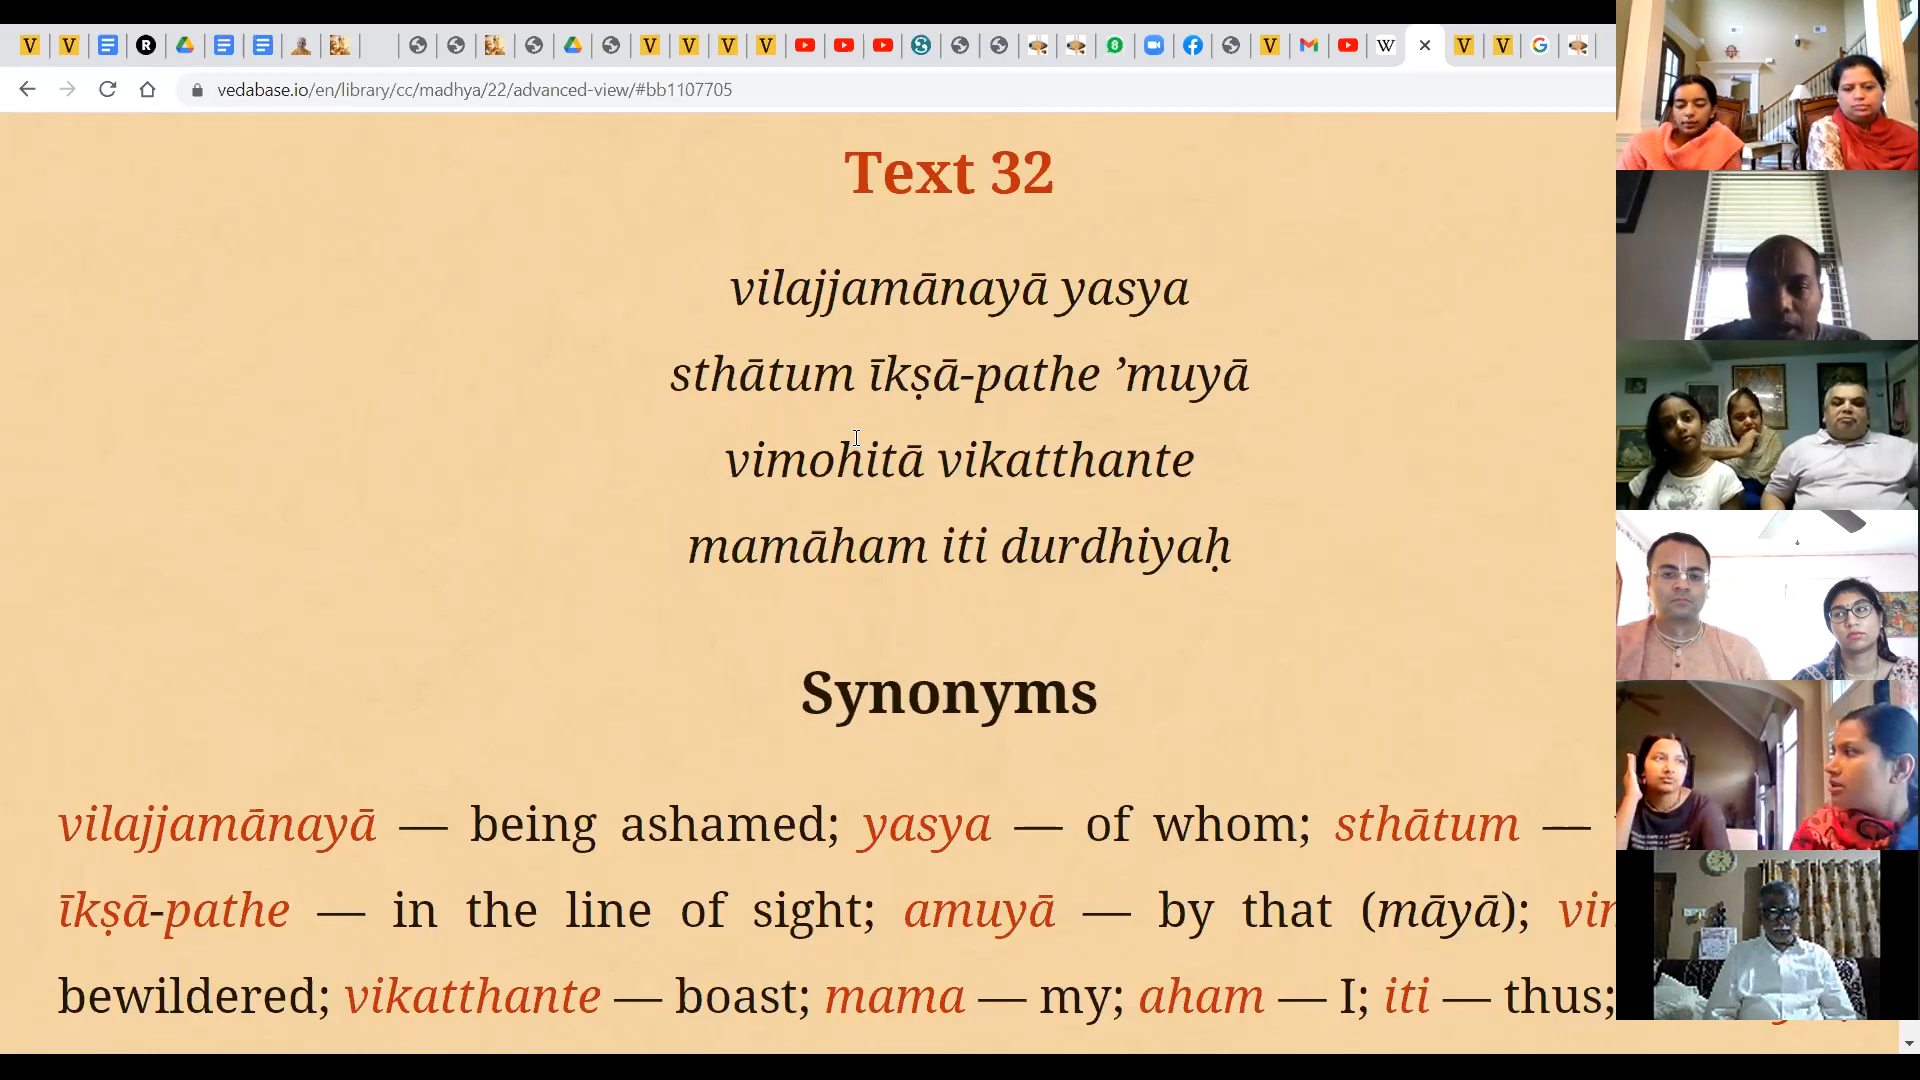 vedabase.io/en/library/cc/madhya/22/advanced-view/#bb1107705
Text 32
vilajjamānayā yasya
sthātum īkṣā-pathe ’muyā
vimohitā vikatthante
mamāham iti durdhiyaḥ
Synonyms
vilajjamānayā — being ashamed; yasya — of whom; sthātum —
īkṣā-pathe — in the line of sight; amuyā — by that (māyā);
bewildered; vikatthante — boast; mama — my; aham — I; iti — thus;